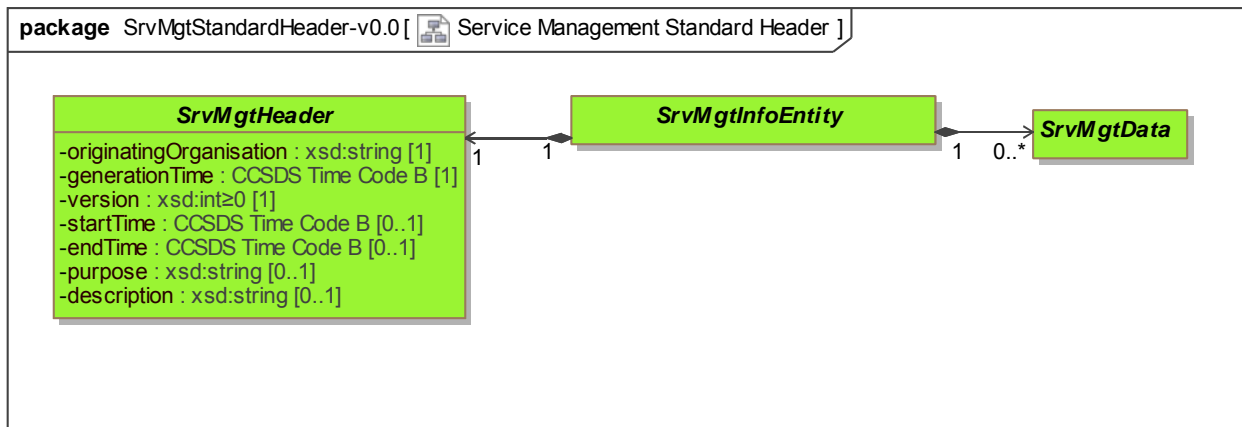 package SrvMgtStandardHeader-v0.0 [ Service Management Standard Header ]
SrvMgtHeader
-originatingOrganisation : xsd:string [1]
-generationTime : CCSDS Time Code B [1]
-version : xsd:int≥0 [1]
-startTime : CCSDS Time Code B [0..1]
-endTime : CCSDS Time Code B [0..1]
-purpose : xsd:string [0..1]
-description : xsd:string [0..1]
1
1
SrvMgtInfoEntity
1
0..*
SrvMgtData